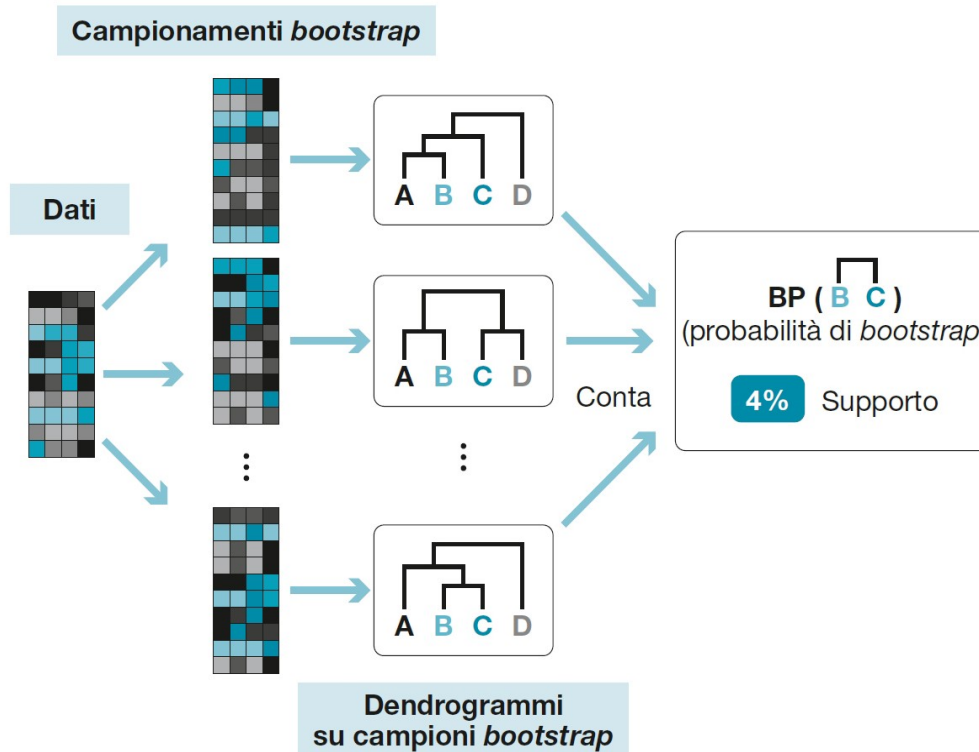 Campionamenti bootstrap
Dati
A B C D
A B C D
...
...
A B C D
Conta
BP ( B C )
(probabilità di bootstrap
4% Supporto
Dendrogrammi
su campioni bootstrap